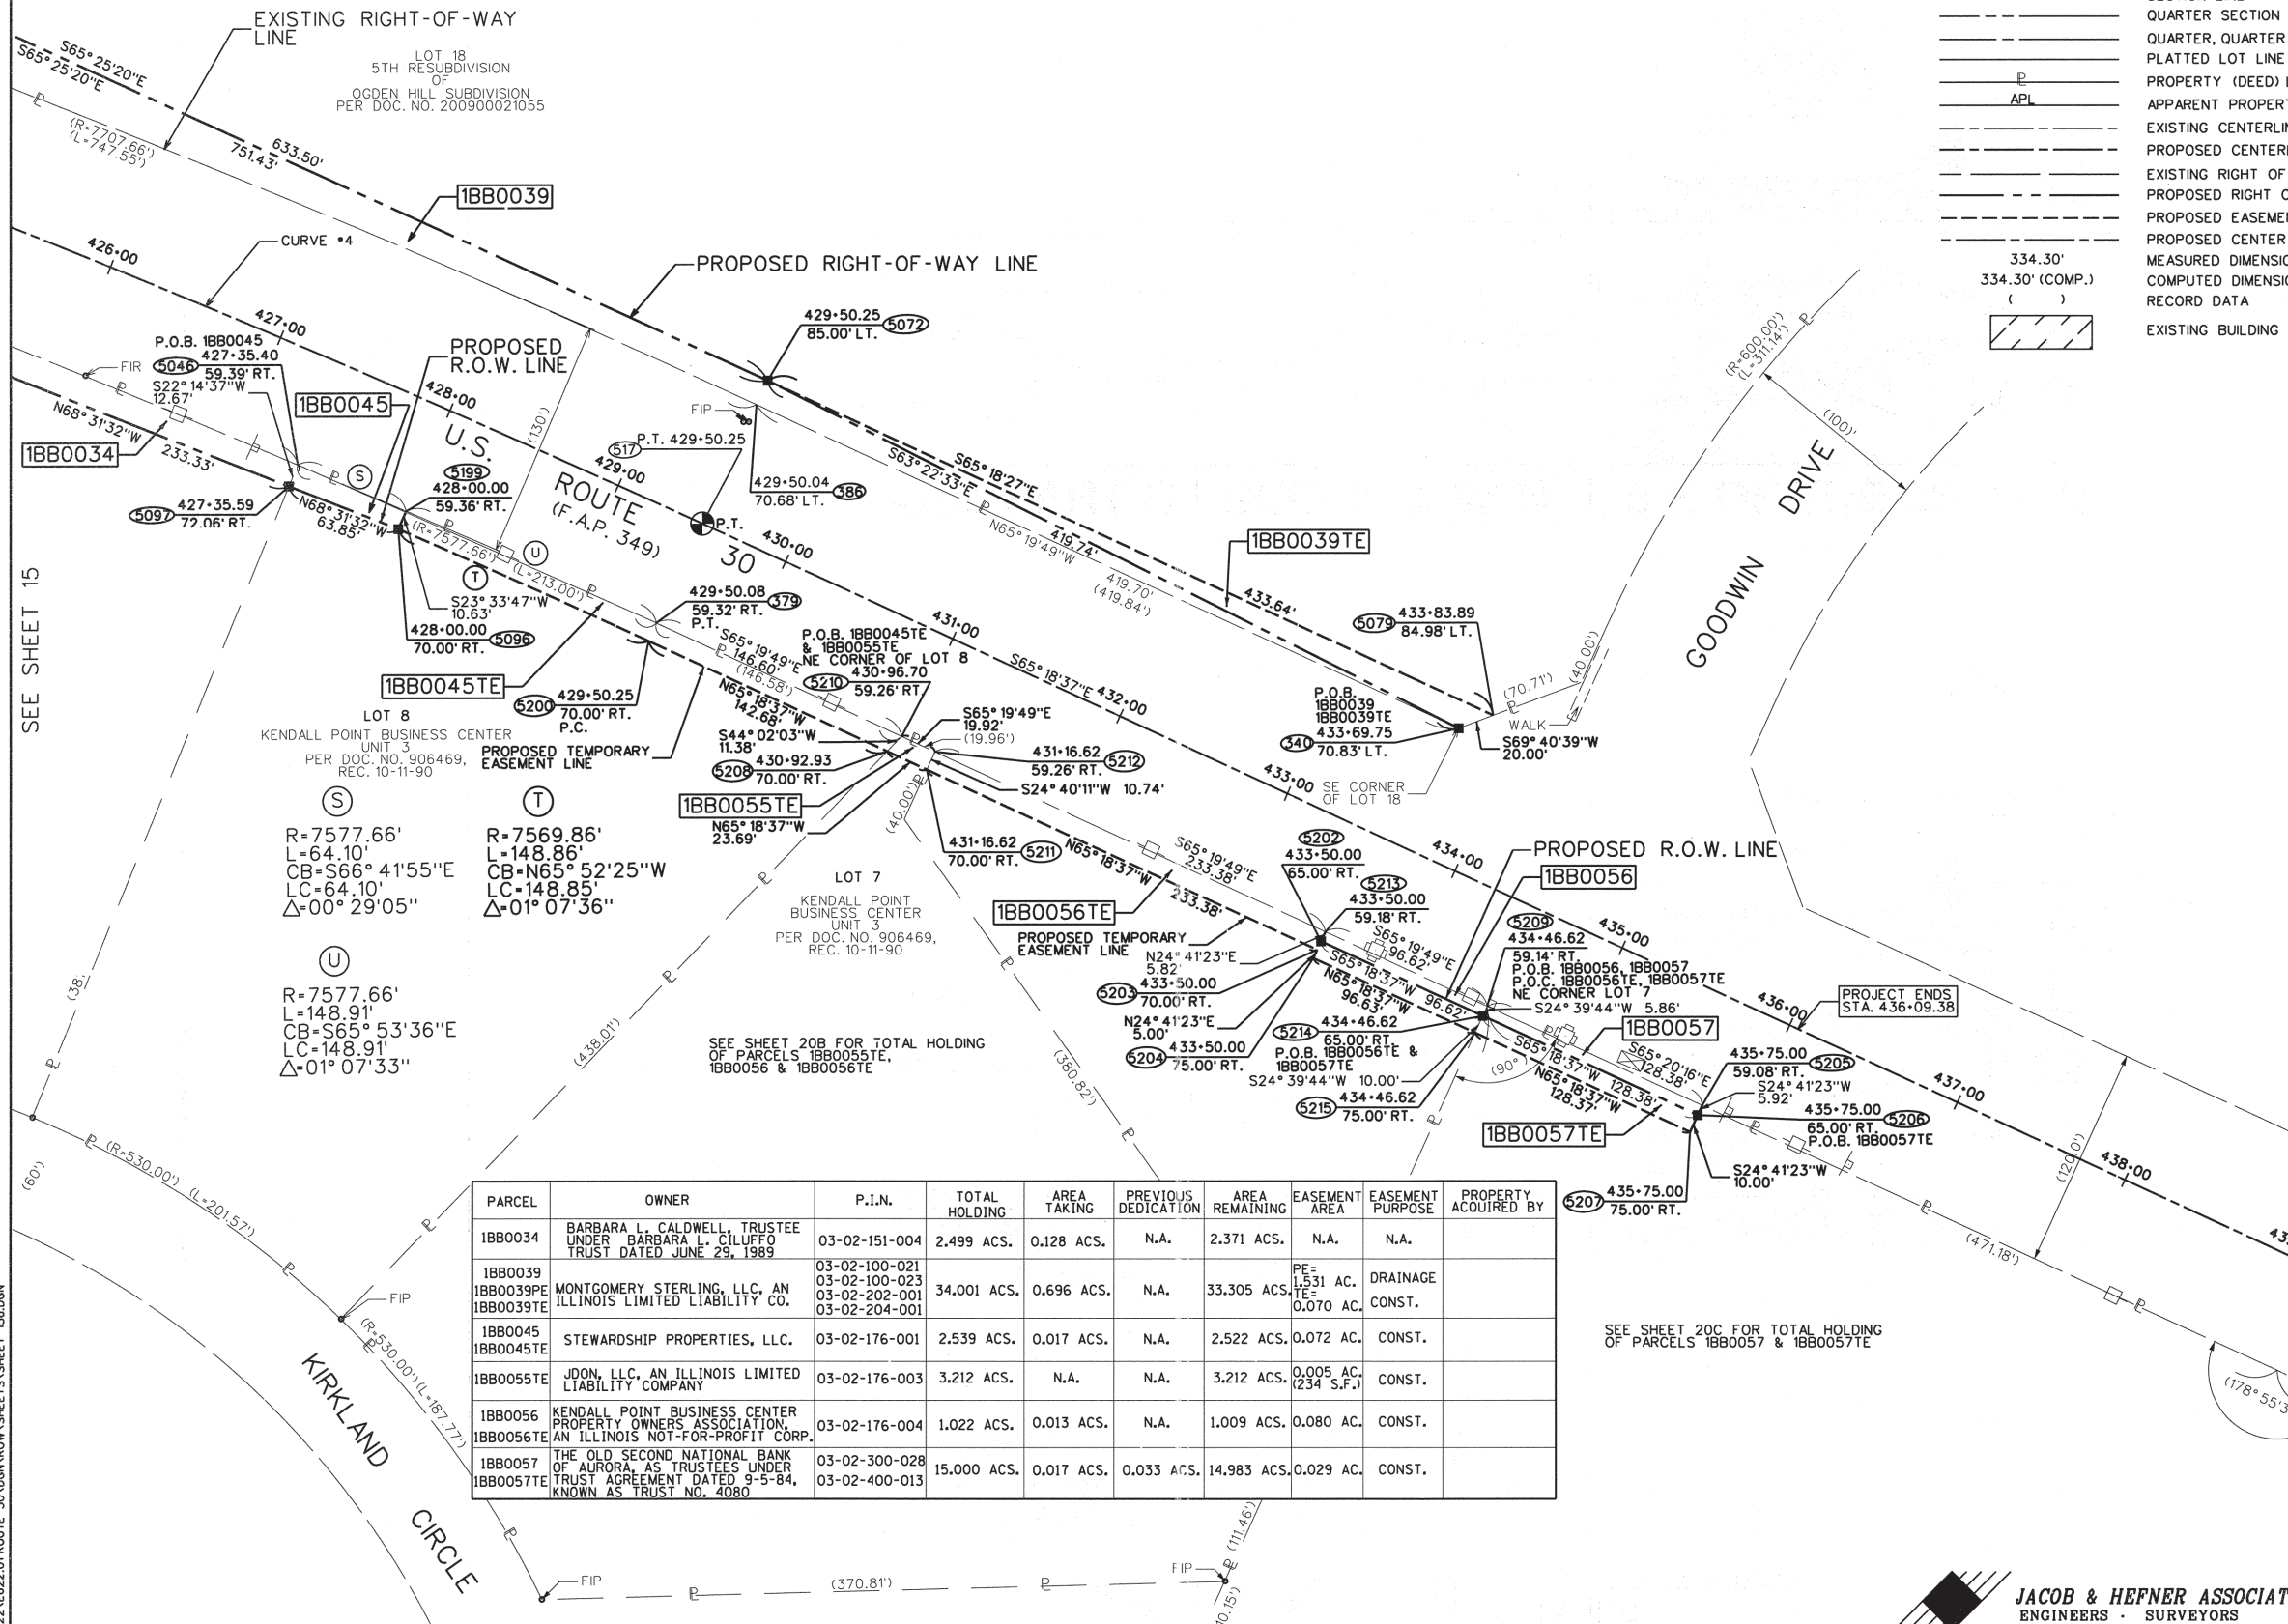 EXISTING RIGHT-OF-WAY
LINE
LOT 18
5TH RESUBDIVISION
OF
OGDEN HILL SUBDIVISION
PER DOC. NO. 200900021055
S65°25'20"E
S65°25'20"E
(R=7707.66')
(L=747.55')
633.50'
751.43'
1BB0039
CURVE #4
426+00
427+00
428+00
429+00
430+00
431+00
432+00
433+00
434+00
435+00
436+00
437+00
438+00
PROPOSED RIGHT-OF-WAY LINE
429+50.25
85.00' LT.
5072
P.O.B. 1BB0045
5046
427+35.40
59.39' RT.
FIR
S22°14'37"W
12.67'
PROPOSED
R.O.W. LINE
1BB0045
N68°31'32"W
233.33'
1BB0034
S
5097
427+35.59
72.06' RT.
N68°31'32"W
63.85'
U.S.
ROUTE
30
(F.A.P. 349)
5199
428+00.00
59.36' RT.
(130')
(R=7577.66')
(L=213.00')
U
T
S23°33'47"W
10.63'
428+00.00
70.00' RT.
5096
FIP
517
P.T. 429+50.25
P.T.
429+50.04
70.68' LT.
386
S63°22'33"E
419.74'
S65°18'27"E
433.64'
N65°19'49"W
419.70'
(419.84')
1BB0039TE
429+50.08
59.32' RT.
P.T.
379
S65°19'49"E
146.60'
(146.58')
P.O.B. 1BB0045TE
& 1BB0055TE
NE CORNER OF LOT 8
5210
430+96.70
59.26' RT.
1BB0045TE
5200
429+50.25
70.00' RT.
P.C.
N65°18'37"W
142.68'
S65°18'37"E
LOT 8
KENDALL POINT BUSINESS CENTER
UNIT 3
PER DOC. NO. 906469,
REC. 10-11-90
PROPOSED TEMPORARY
EASEMENT LINE
S44°02'03"W
11.38'
5208
430+92.93
70.00' RT.
S65°19'49"E
19.92'
(19.96')
431+16.62
59.26' RT.
5212
S24°40'11"W 10.74'
1BB0055TE
N65°18'37"W
23.69'
(40.00')
431+16.62
70.00' RT.
5211
5079
433+83.89
84.98' LT.
P.O.B.
1BB0039
1BB0039TE
340
433+69.75
70.83' LT.
SE CORNER
OF LOT 18
(70.71')
(40.00')
WALK
S69°40'39"W
20.00'
(R=600.00')
(L=311.14')
(100)'
GOODWIN DRIVE
SEE SHEET 15
S
R=7577.66'
L=64.10'
CB=S66°41'55"E
LC=64.10'
Δ=00°29'05"
T
R=7569.86'
L=148.86'
CB=N65°52'25"W
LC=148.85'
Δ=01°07'36"
U
R=7577.66'
L=148.91'
CB=S65°53'36"E
LC=148.91'
Δ=01°07'33"
LOT 7
KENDALL POINT
BUSINESS CENTER
UNIT 3
PER DOC. NO. 906469,
REC. 10-11-90
N65°18'37"W
233.38'
S65°19'49"E
233.38'
1BB0056TE
PROPOSED TEMPORARY
EASEMENT LINE
5202
433+50.00
65.00' RT.
5213
433+50.00
59.18' RT.
N24°41'23"E
5.82'
5203
433+50.00
70.00' RT.
N24°41'23"E
5.00'
5204
433+50.00
75.00' RT.
S65°19'49"E
96.62'
S65°18'37"W 96.62'
N65°18'37"W
96.63'
PROPOSED R.O.W. LINE
1BB0056
5209
434+46.62
59.14' RT.
P.O.B. 1BB0056, 1BB0057
P.O.C. 1BB0056TE, 1BB0057TE
NE CORNER LOT 7
S24°39'44"W 5.86'
5214
434+46.62
65.00' RT.
P.O.B. 1BB0056TE &
1BB0057TE
S24°39'44"W 10.00'
5215
434+46.62
75.00' RT.
(90°)
1BB0057
S65°20'16"E
128.38'
S65°18'37"W 128.38'
N65°18'37"W
128.37'
1BB0057TE
435+75.00
59.08' RT.
5205
S24°41'23"W
5.92'
435+75.00
65.00' RT.
5206
P.O.B. 1BB0057TE
S24°41'23"W
10.00'
5207
435+75.00
75.00' RT.
PROJECT ENDS
STA. 436+09.38
(120.0')
(471.18')
SEE SHEET 20B FOR TOTAL HOLDING
OF PARCELS 1BB0055TE,
1BB0056 & 1BB0056TE
(438.01')
(380.82')
(60')
(R=530.00') (L=201.57')
FIP
(R=530.00') (L=187.77')
KIRKLAND CIRCLE
FIP
(370.81')
FIP
(111.46')
SEE SHEET 20C FOR TOTAL HOLDING
OF PARCELS 1BB0057 & 1BB0057TE
PARCEL OWNER P.I.N. TOTAL HOLDING AREA TAKING PREVIOUS DEDICATION AREA REMAINING EASEMENT AREA EASEMENT PURPOSE PROPERTY ACQUIRED BY
1BB0034 BARBARA L. CALDWELL, TRUSTEE UNDER BARBARA L. CILUFFO TRUST DATED JUNE 29, 1989 03-02-151-004 2.499 ACS. 0.128 ACS. N.A. 2.371 ACS. N.A. N.A.
1BB0039 1BB0039PE 1BB0039TE MONTGOMERY STERLING, LLC, AN ILLINOIS LIMITED LIABILITY CO. 03-02-100-021 03-02-100-023 03-02-202-001 03-02-204-001 34.001 ACS. 0.696 ACS. N.A. 33.305 ACS. PE= 1.531 AC. TE= 0.070 AC. DRAINAGE CONST.
1BB0045 1BB0045TE STEWARDSHIP PROPERTIES, LLC. 03-02-176-001 2.539 ACS. 0.017 ACS. N.A. 2.522 ACS. 0.072 AC. CONST.
1BB0055TE JDON, LLC, AN ILLINOIS LIMITED LIABILITY COMPANY 03-02-176-003 3.212 ACS. N.A. N.A. 3.212 ACS. 0.005 AC. (234 S.F.) CONST.
1BB0056 1BB0056TE KENDALL POINT BUSINESS CENTER PROPERTY OWNERS ASSOCIATION, AN ILLINOIS NOT-FOR-PROFIT CORP. 03-02-176-004 1.022 ACS. 0.013 ACS. N.A. 1.009 ACS. 0.080 AC. CONST.
1BB0057 1BB0057TE THE OLD SECOND NATIONAL BANK OF AURORA, AS TRUSTEES UNDER TRUST AGREEMENT DATED 9-5-84, KNOWN AS TRUST NO. 4080 03-02-300-028 03-02-400-013 15.000 ACS. 0.017 ACS. 0.033 ACS. 14.983 ACS. 0.029 AC. CONST.
QUARTER SECTION
QUARTER, QUARTER
PLATTED LOT LINE
PROPERTY (DEED)
APL
APPARENT
EXISTING
PROPOSED
EXISTING RIGHT OF
PROPOSED RIGHT
PROPOSED
PROPOSED CENTER
334.30' MEASURED
334.30' (COMP.) COMPUTED
( ) RECORD DATA
EXISTING BUILDING
JACOB & HEFNER
ENGINEERS · SURVEYORS